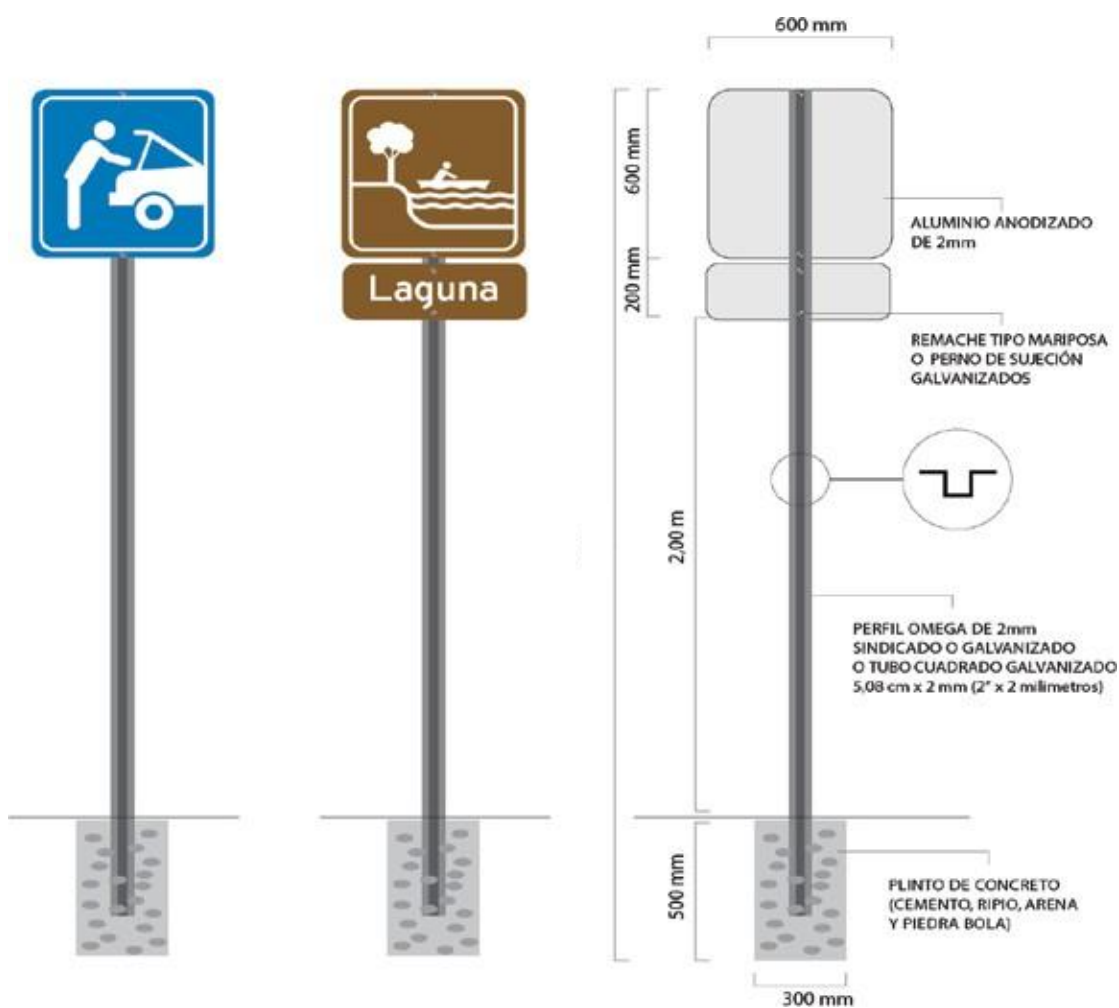 600 mm
600 mm
200 mm
Laguna
ALUMINIO ANODIZADO
DE 2mm
REMACHE TIPO MARIPOSA
O PERNO DE SUJECIÓN
GALVANIZADOS
2,00 m
PERFIL OMEGA DE 2mm
SINDICADO O GALVANIZADO
O TUBO CUADRADO GALVANIZADO
5,08 cm x 2 mm (2" x 2 milimetros)
500 mm
PLINTO DE CONCRETO
(CEMENTO, RIPIO, ARENA
Y PIEDRA BOLA)
300 mm